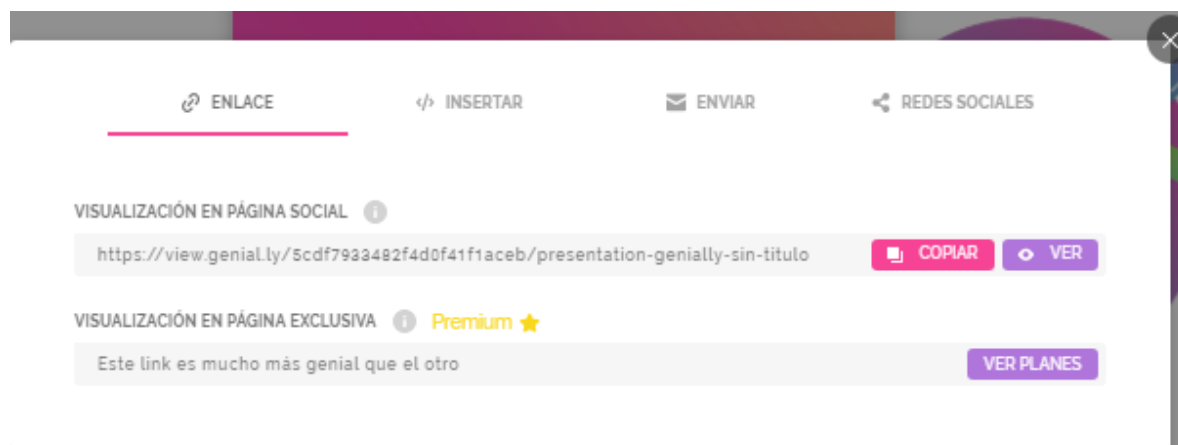 ENLACE </> INSERTAR ENVIAR REDES SOCIALES
VISUALIZACIÓN EN PÁGINA SOCIAL i
https://view.genial.ly/5cdf7933482f4d0f41f1aceb/presentation-genially-sin-titulo COPIAR VER
VISUALIZACIÓN EN PÁGINA EXCLUSIVA i Premium
Este link es mucho más genial que el otro VER PLANES